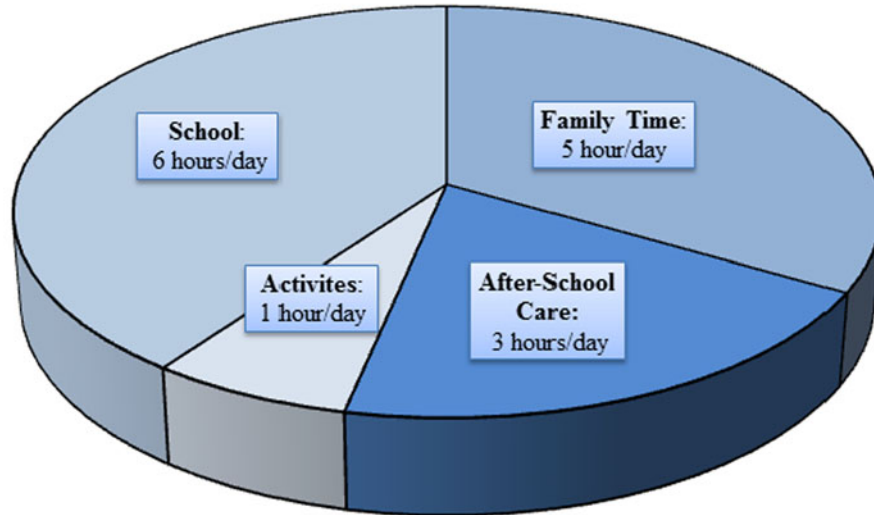 School:
6 hours/day
Family Time:
5 hour/day
Activites:
1 hour/day
After-School
Care:
3 hours/day